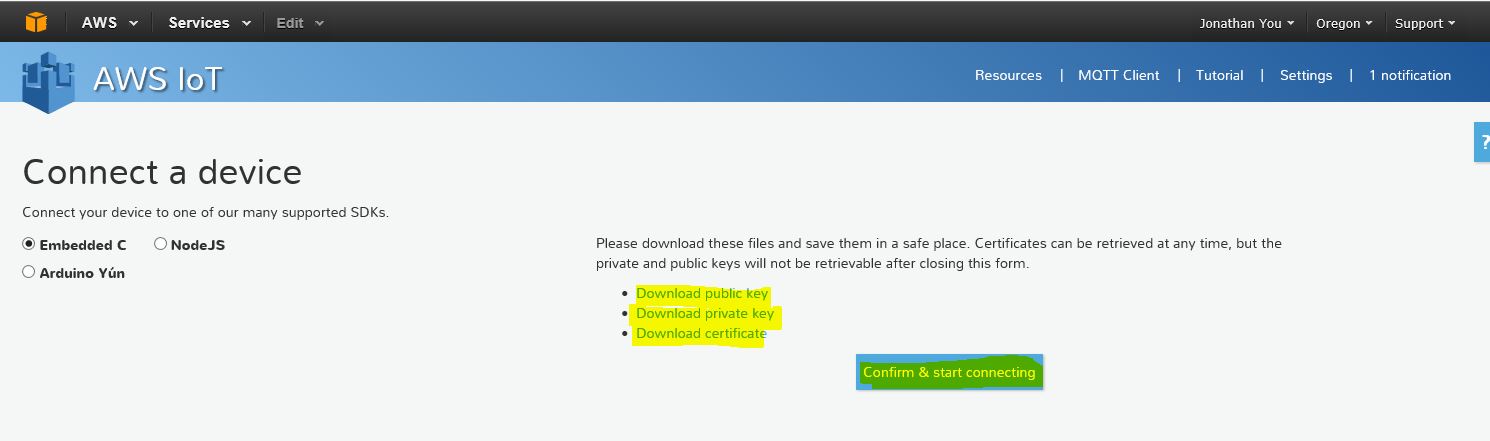 AWS Services Edit Jonathan You Oregon Support
AWS IoT Resources | MQTT Client | Tutorial | Settings | 1 notification
?
Connect a device
Connect your device to one of our many supported SDKs.
Embedded C NodeJS
Arduino Yún
Please download these files and save them in a safe place. Certificates can be retrieved at any time, but the
private and public keys will not be retrievable after closing this form.
• Download public key
• Download private key
• Download certificate
Confirm & start connecting